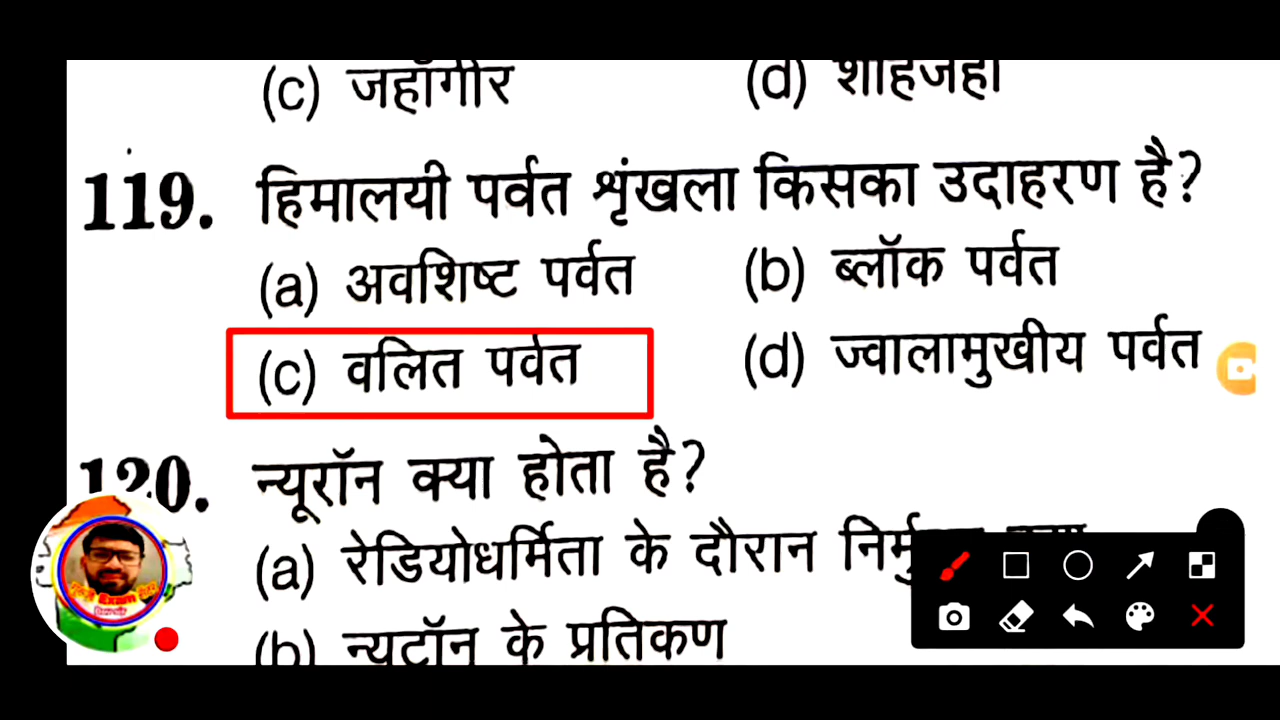 (c) जहाँगीर (d) शाहजहाँ
119. हिमालयी पर्वत शृंखला किसका उदाहरण है?
(a) अवशिष्ट पर्वत (b) ब्लॉक पर्वत
(c) वलित पर्वत (d) ज्वालामुखीय पर्वत
120. न्यूरॉन क्या होता है?
(a) रेडियोधर्मिता के दौरान
(b) न्यूट्रॉन के प्रतिकण
Exam